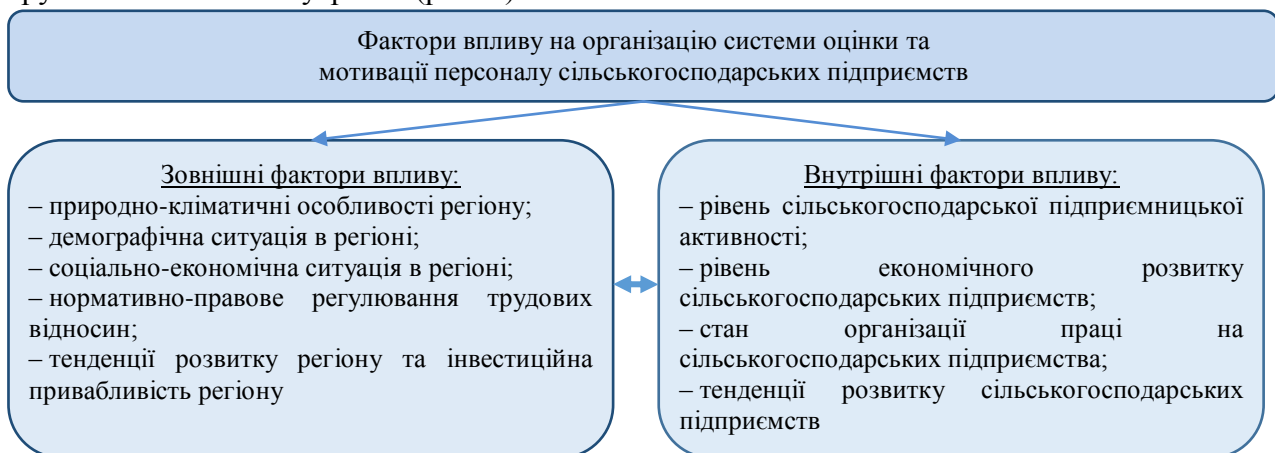 Фактори впливу на організацію системи оцінки та
мотивації персоналу сільськогосподарських підприємств
Зовнішні фактори впливу:
– природно-кліматичні особливості регіону;
– демографічна ситуація в регіоні;
– соціально-економічна ситуація в регіоні;
– нормативно-правове регулювання трудових
відносин;
– тенденції розвитку регіону та інвестиційна
привабливість регіону
Внутрішні фактори впливу:
– рівень сільськогосподарської підприємницької
активності;
– рівень економічного розвитку
сільськогосподарських підприємств;
– стан організації праці на
сільськогосподарських підприємства;
– тенденції розвитку сільськогосподарських
підприємств